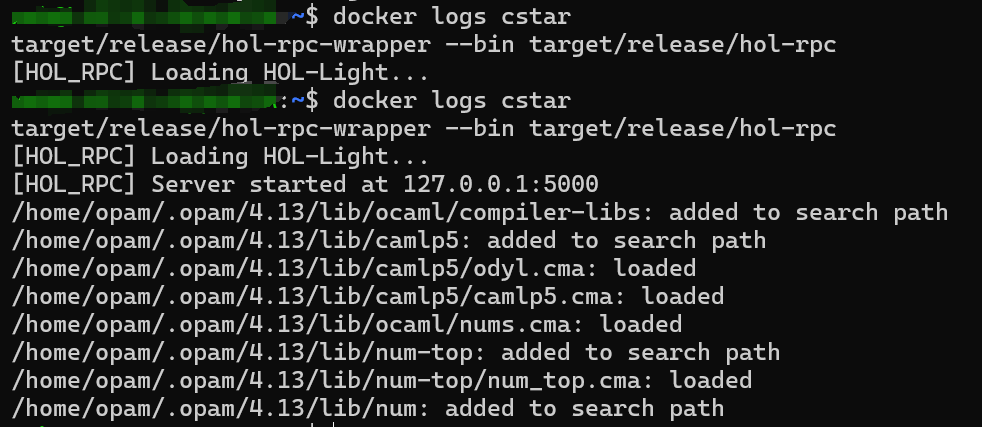 ~$ docker logs cstar
target/release/hol-rpc-wrapper --bin target/release/hol-rpc
[HOL_RPC] Loading HOL-Light...
:~$ docker logs cstar
target/release/hol-rpc-wrapper --bin target/release/hol-rpc
[HOL_RPC] Loading HOL-Light...
[HOL_RPC] Server started at 127.0.0.1:5000
/home/opam/.opam/4.13/lib/ocaml/compiler-libs: added to search path
/home/opam/.opam/4.13/lib/camlp5: added to search path
/home/opam/.opam/4.13/lib/camlp5/odyl.cma: loaded
/home/opam/.opam/4.13/lib/camlp5/camlp5.cma: loaded
/home/opam/.opam/4.13/lib/ocaml/nums.cma: loaded
/home/opam/.opam/4.13/lib/num-top: added to search path
/home/opam/.opam/4.13/lib/num-top/num_top.cma: loaded
/home/opam/.opam/4.13/lib/num: added to search path